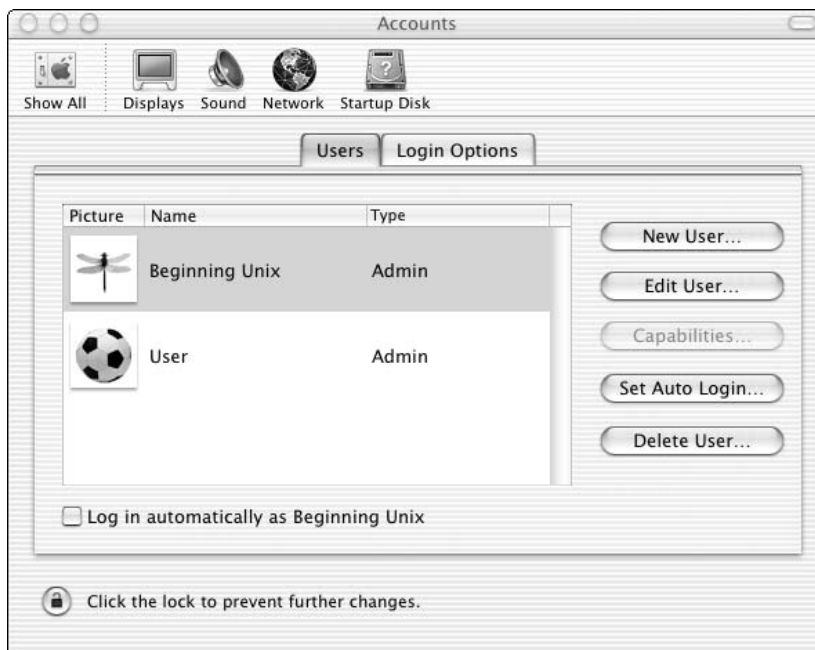 Accounts
Show All Displays Sound Network Startup Disk
Users Login Options
Picture Name Type
Beginning Unix Admin
User Admin
New User...
Edit User...
Capabilities...
Set Auto Login...
Delete User...
Log in automatically as Beginning Unix
Click the lock to prevent further changes.